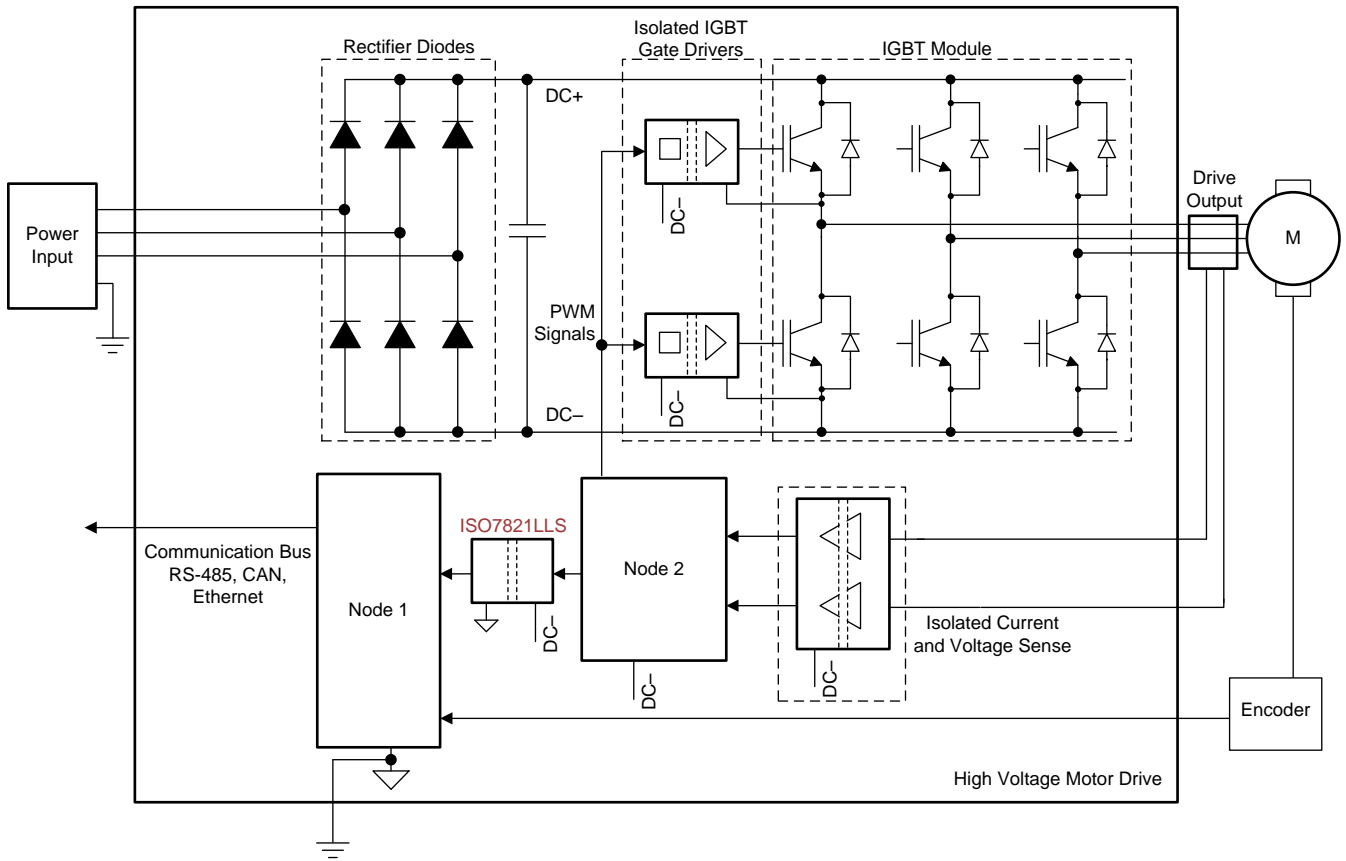 Isolated IGBT
Gate Drivers
Rectifier Diodes
IGBT Module
DC+
DC–
Drive
Output
Power
Input
M
PWM
Signals
DC–
DC–
ISO7821LLS
Communication Bus
RS-485, CAN,
Ethernet
Node 1
Node 2
DC–
DC–
DC–
Isolated Current
and Voltage Sense
Encoder
High Voltage Motor Drive